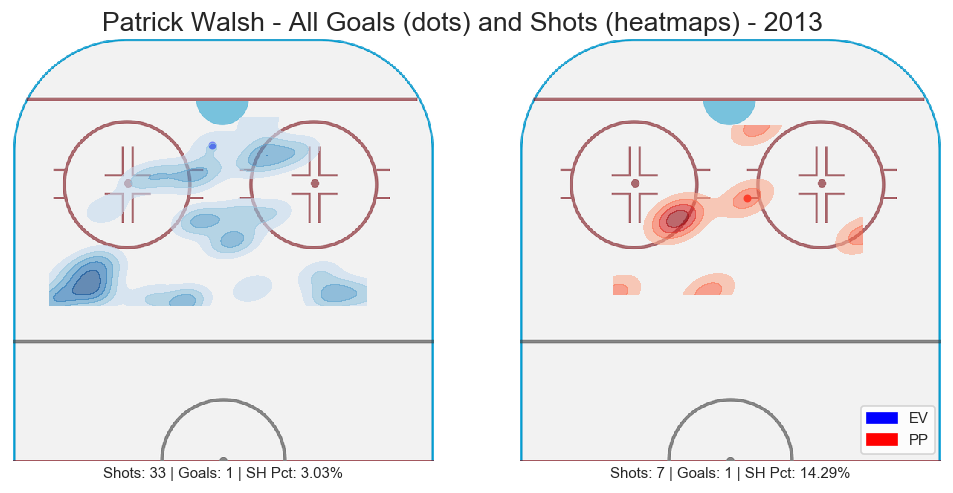 Patrick Walsh - All Goals (dots) and Shots (heatmaps) - 2013
EV
PP
Shots: 33 | Goals: 1 | SH Pct: 3.03%
Shots: 7 | Goals: 1 | SH Pct: 14.29%